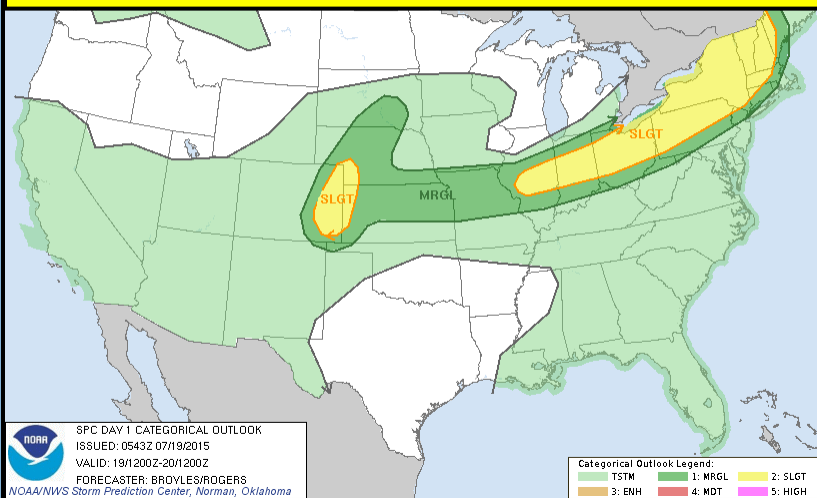 SLGT
SLGT
MRGL
NOAA
SPC DAY 1 CATEGORICAL OUTLOOK
ISSUED: 0543Z 07/19/2015
VALID: 19/1200Z-20/1200Z
FORECASTER: BROYLES/ROGERS
NOAA/NWS Storm Prediction Center, Norman, Oklahoma
Categorical Outlook Legend:
TSTM 1: MRGL 2: SLGT
3: ENH 4: MDT 5: HIGH